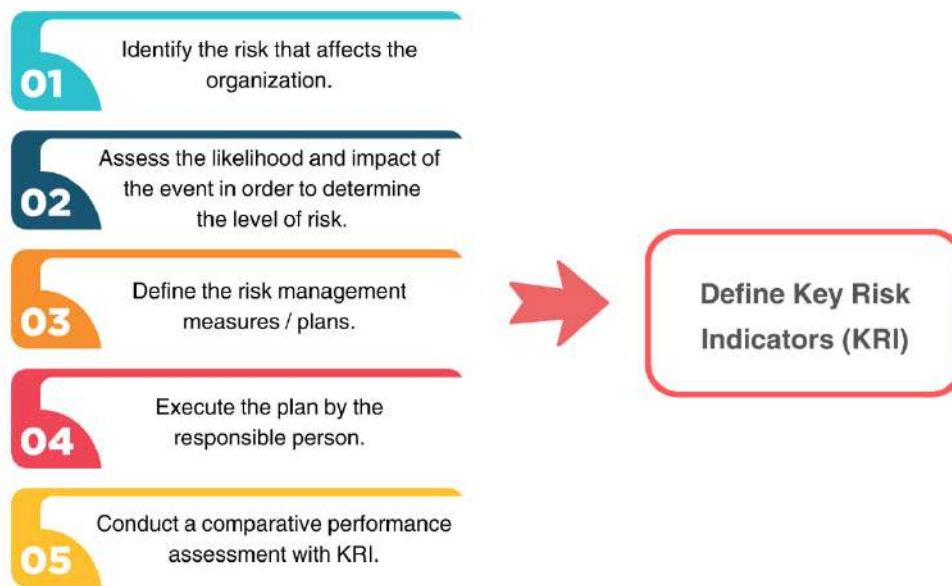 01
Identify the risk that affects the
organization.
02
Assess the likelihood and impact of
the event in order to determine
the level of risk.
03
Define the risk management
measures / plans.
04
Execute the plan by the
responsible person.
05
Conduct a comparative performance
assessment with KRI.
Define Key Risk
Indicators (KRI)